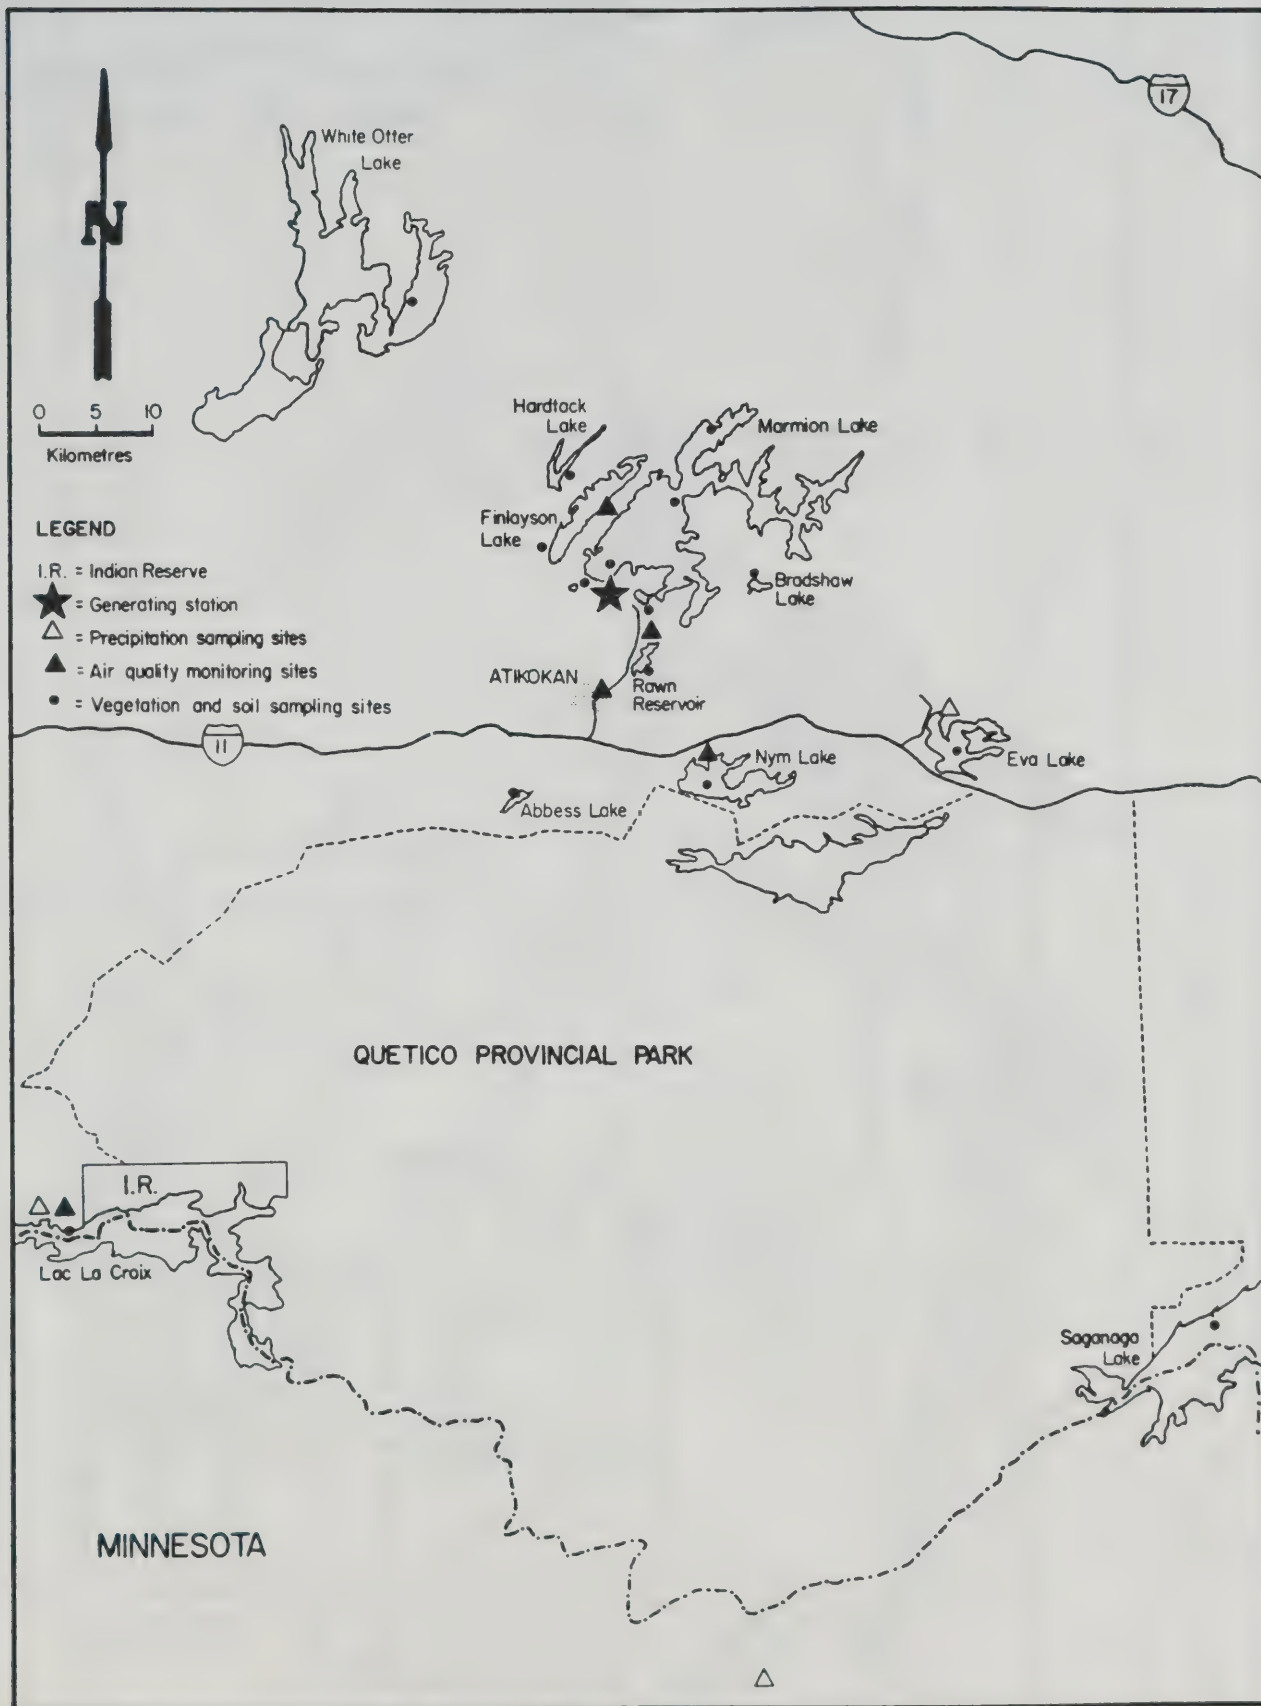 17
White Otter
Lake
N
0 5 10
Kilometres
Hardtack
Lake
Marmion Lake
Finlayson
Lake
LEGEND
I.R. = Indian Reserve
= Generating station
= Precipitation sampling sites
= Air quality monitoring sites
= Vegetation and soil sampling sites
Bradshaw
Lake
ATIKOKAN
Rawn
Reservoir
11
Nym Lake
Eva Lake
Abbess Lake
QUETICO PROVINCIAL PARK
I.R.
Lac La Croix
Saganaga
Lake
MINNESOTA